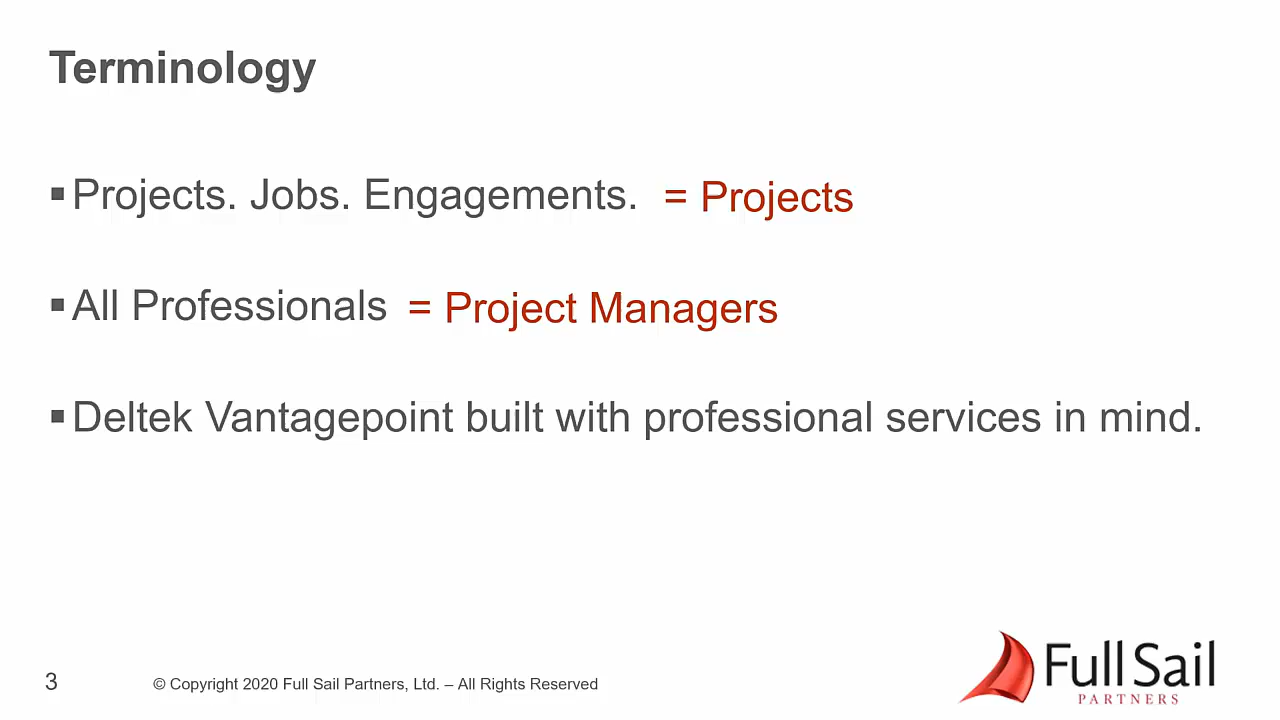 Terminology
▪Projects. Jobs. Engagements. = Projects
▪All Professionals = Project Managers
▪Deltek Vantagepoint built with professional services in mind.
3 © Copyright 2020 Full Sail Partners, Ltd. – All Rights Reserved
Full Sail
PARTNERS